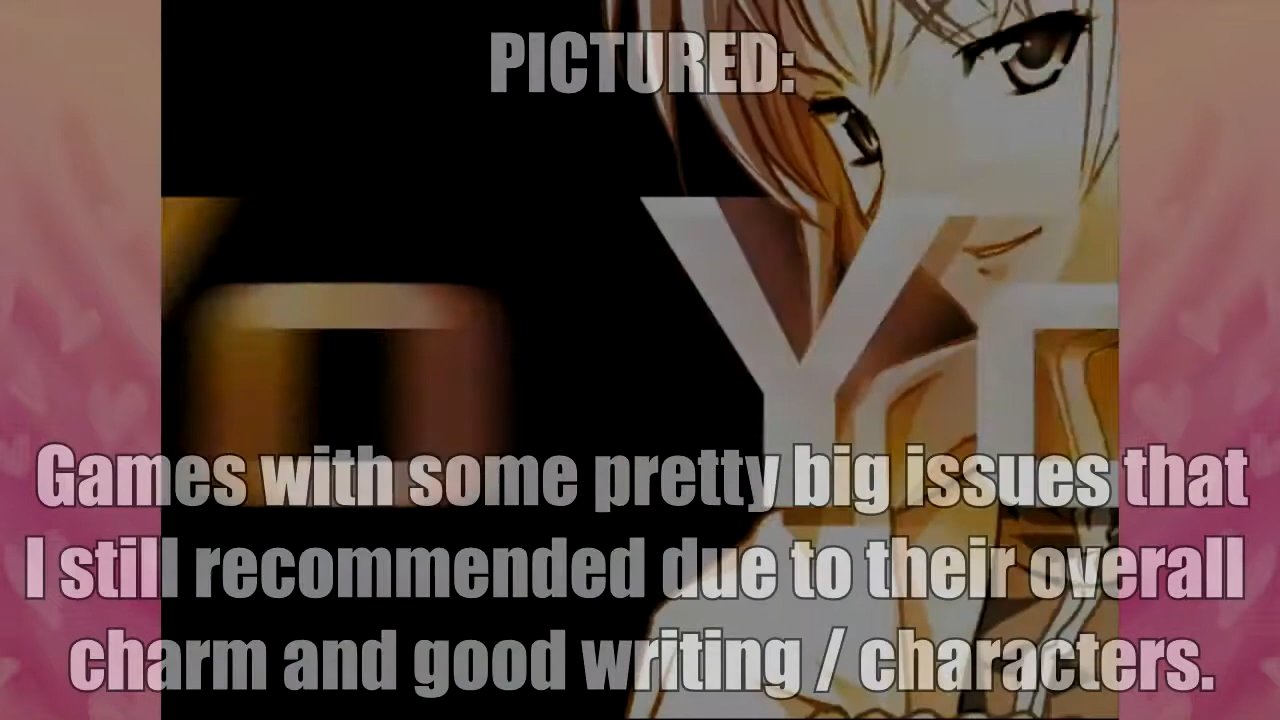 PICTURED:
Games with some pretty big issues that
I still recommended due to their overall
charm and good writing / characters.